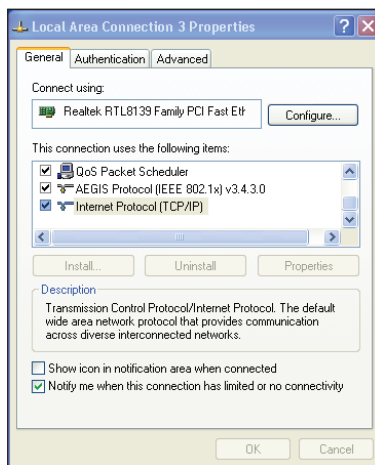 Local Area Connection 3 Properties
General Authentication Advanced
Connect using:
Realtek RTL8139 Family PCI Fast Eth
Configure...
This connection uses the following items:
QoS Packet Scheduler
AEGIS Protocol (IEEE 802.1x) v3.4.3.0
Internet Protocol (TCP/IP)
Install... Uninstall Properties
Description
Transmission Control Protocol/Internet Protocol. The default
wide area network protocol that provides communication
across diverse interconnected networks.
Show icon in notification area when connected
Notify me when this connection has limited or no connectivity
OK Cancel